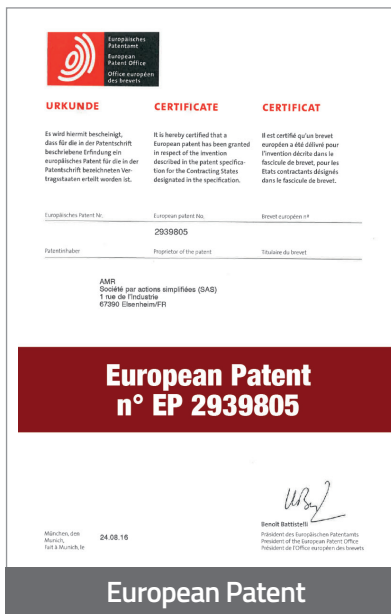 Europäisches
Patentamt
European
Patent Office
Office européen
des brevets
URKUNDE
Es wird hiermit bescheinigt,
dass für die in der Patentschrift
beschriebene Erfindung ein
europäisches Patent für die in der
Patentschrift bezeichneten Ver-
tragsstaaten erteilt worden ist.
CERTIFICATE
It is hereby certified that a
European patent has been granted
in respect of the invention
described in the patent specifica-
tion for the Contracting States
designated in the specification.
CERTIFICAT
Il est certifié qu'un brevet
européen a été délivré pour
l'invention décrite dans le
fascicule de brevet, pour les
Etats contractants désignés
dans le fascicule de brevet.
Europäisches Patent Nr.
European patent No.
Brevet européen nº
2939805
Patentinhaber
Proprietor of the patent
Titulaire du brevet
AMR
Société par actions simplifiées (SAS)
1 rue de l'Industrie
67390 Elsenheim/FR
European Patent
n° EP 2939805
Benoît Battistelli
Präsident des Europäischen Patentamts
President of the European Patent Office
Président de l'Office européen des brevets
München, den
Munich,
Fait à Munich, le
24.08.16
European Patent